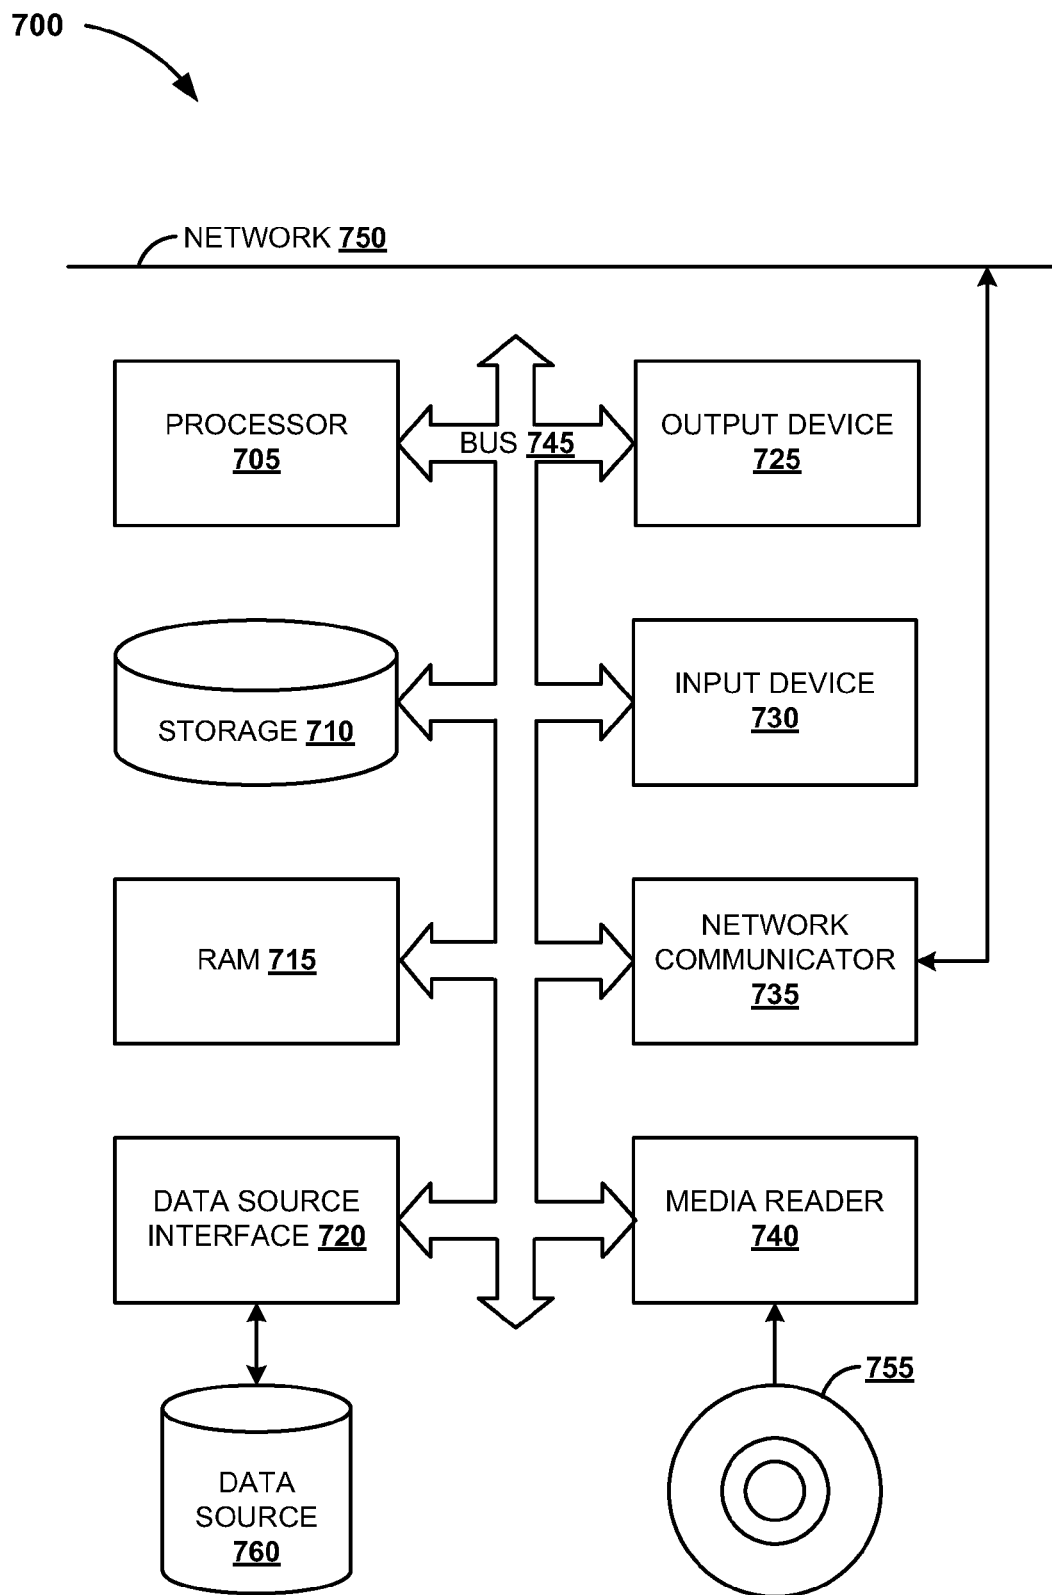 700
NETWORK 750
PROCESSOR
705
BUS 745
OUTPUT DEVICE
725
STORAGE 710
INPUT DEVICE
730
RAM 715
NETWORK
COMMUNICATOR
735
DATA SOURCE
INTERFACE 720
MEDIA READER
740
755
DATA
SOURCE
760